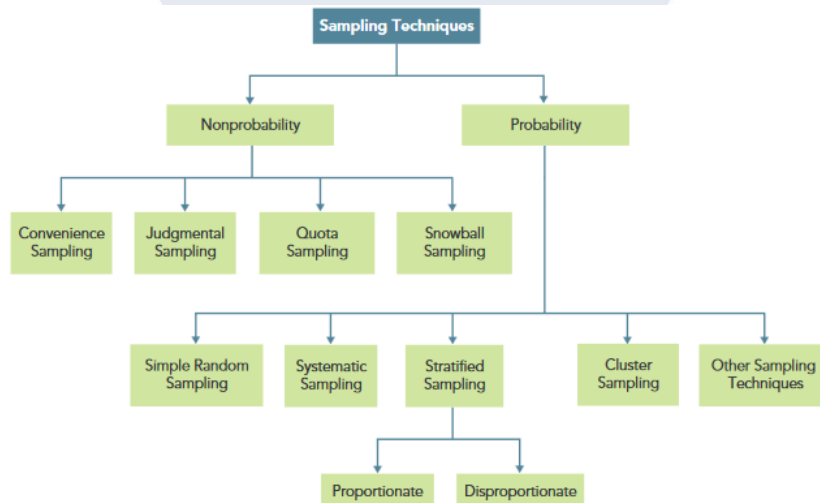 Sampling Techniques
Nonprobability
Probability
Convenience
Sampling
Judgmental
Sampling
Quota
Sampling
Snowball
Sampling
Simple Random
Sampling
Systematic
Sampling
Stratified
Sampling
Cluster
Sampling
Other Sampling
Techniques
Proportionate
Disproportionate